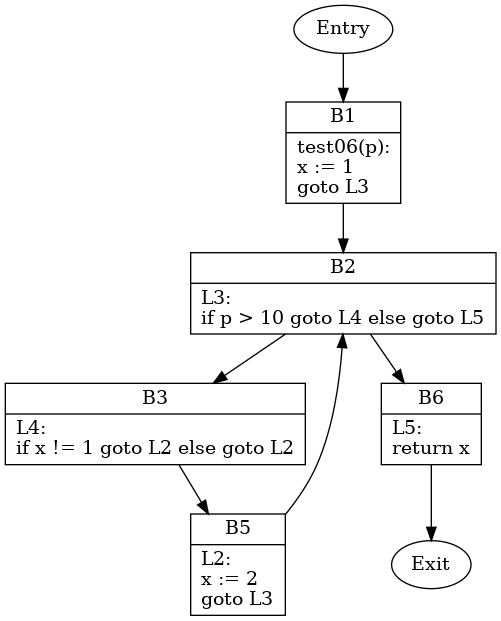 Entry
B1
test06(p):
x := 1
goto L3
B2
L3:
if p > 10 goto L4 else goto L5
B3
L4:
if x != 1 goto L2 else goto L2
B6
L5:
return x
B5
L2:
x := 2
goto L3
Exit